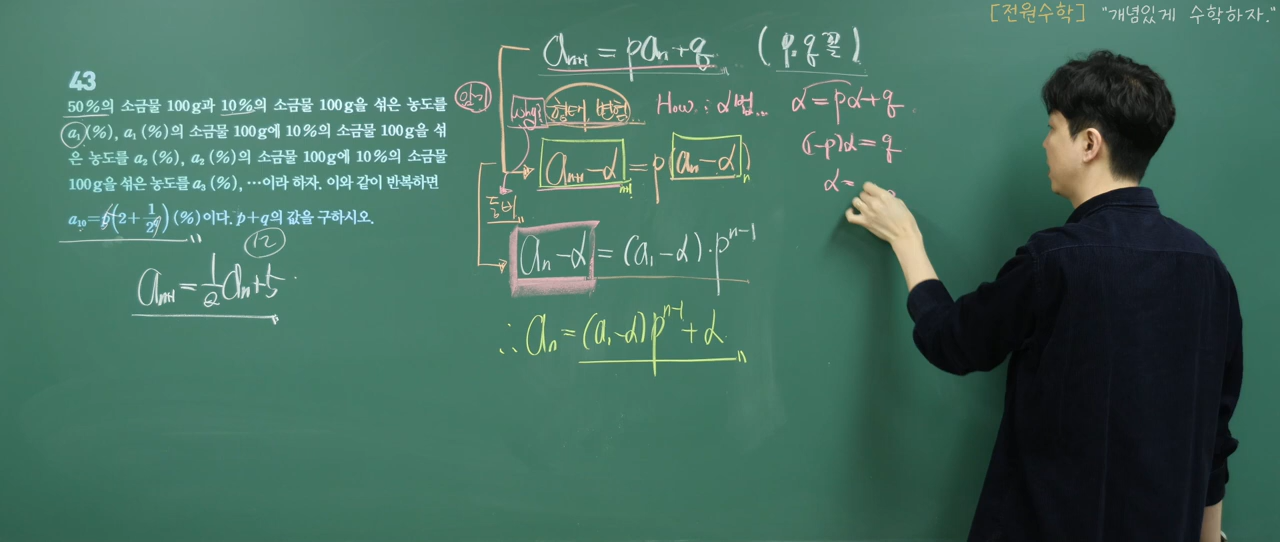 [전원수학] "개념있게 수학하자."
43
50%의 소금물 100g과 10%의 소금물 100g을 섞은 농도를
a₁(%), a₁(%)의 소금물 100g에 10%의 소금물 100g을 섞
은 농도를 a₂(%), a₂(%)의 소금물 100g에 10%의 소금물
100g을 섞은 농도를 a₃(%), …이라 하자. 이와 같이 반복하면
a₁₀=p(2+1/2^q)(%)이다. p+q의 값을 구하시오.
12
aₙ₊₁ = 1/2 aₙ+5
aₙ₊₁ = paₙ+q (p.q 꼴)
암기 Why? 형태 변형... How : α법...
aₙ₊₁-α = p(aₙ-α)
n+1 n
등비
aₙ-α = (a₁-α)·pⁿ⁻¹
∴ aₙ = (a₁-α)pⁿ⁻¹+α
α = pα+q
(1-p)α = q
α =